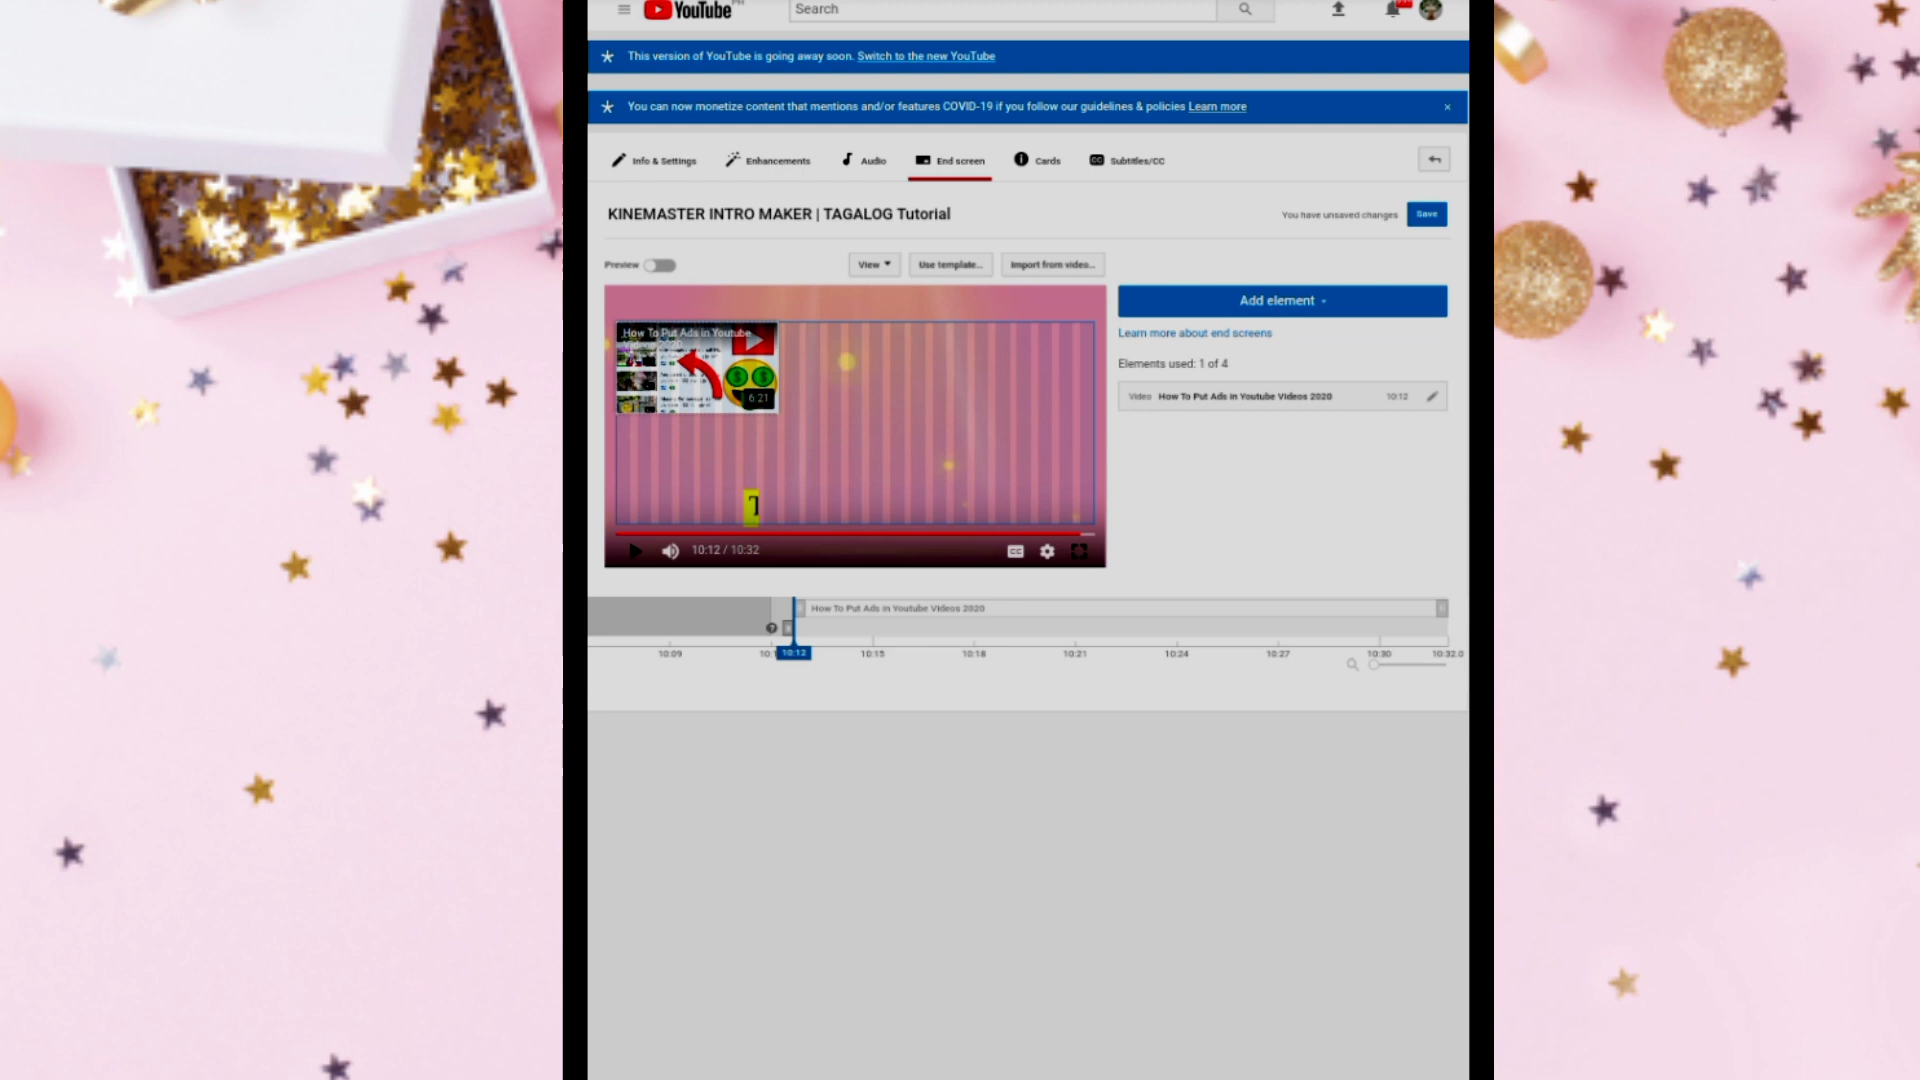 YouTube PH
Search
This version of YouTube is going away soon. Switch to the new YouTube
You can now monetize content that mentions and/or features COVID-19 if you follow our guidelines & policies Learn more ×
Info & Settings Enhancements Audio End screen Cards Subtitles/CC
KINEMASTER INTRO MAKER | TAGALOG Tutorial
You have unsaved changes Save
Preview View Use template... Import from video...
Add element
Learn more about end screens
Elements used: 1 of 4
Video How To Put Ads in Youtube Videos 2020 10:12
How To Put Ads in Youtube
Videos 2020
6:21
10:12 / 10:32
CC
How To Put Ads in Youtube Videos 2020
10:09 10:12 10:15 10:18 10:21 10:24 10:27 10:30 10:32.0